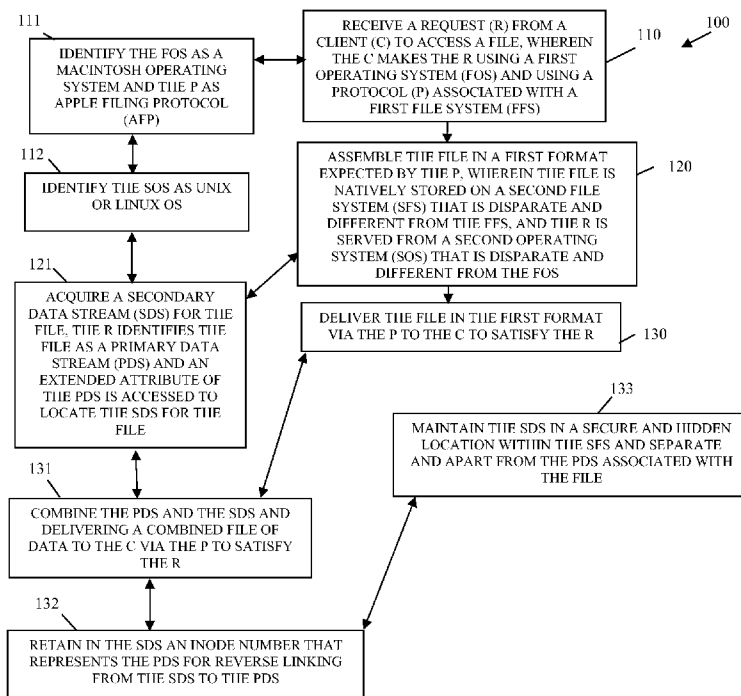 111
IDENTIFY THE FOS AS A
MACINTOSH OPERATING
SYSTEM AND THE P AS
APPLE FILING PROTOCOL
(AFP)
RECEIVE A REQUEST (R) FROM A
CLIENT (C) TO ACCESS A FILE, WHEREIN
THE C MAKES THE R USING A FIRST
OPERATING SYSTEM (FOS) AND USING A
PROTOCOL (P) ASSOCIATED WITH A
FIRST FILE SYSTEM (FFS)
100
110
112
IDENTIFY THE SOS AS UNIX
OR LINUX OS
ASSEMBLE THE FILE IN A FIRST FORMAT
EXPECTED BY THE P, WHEREIN THE FILE IS
NATIVELY STORED ON A SECOND FILE
SYSTEM (SFS) THAT IS DISPARATE AND
DIFFERENT FROM THE FFS, AND THE R IS
SERVED FROM A SECOND OPERATING
SYSTEM (SOS) THAT IS DISPARATE AND
DIFFERENT FROM THE FOS
120
121
ACQUIRE A SECONDARY
DATA STREAM (SDS) FOR THE
FILE, THE R IDENTIFIES THE
FILE AS A PRIMARY DATA
STREAM (PDS) AND AN
EXTENDED ATTRIBUTE OF
THE PDS IS ACCESSED TO
LOCATE THE SDS FOR THE
FILE
DELIVER THE FILE IN THE FIRST FORMAT
VIA THE P TO THE C TO SATISFY THE R
130
133
MAINTAIN THE SDS IN A SECURE AND HIDDEN
LOCATION WITHIN THE SFS AND SEPARATE
AND APART FROM THE PDS ASSOCIATED WITH
THE FILE
131
COMBINE THE PDS AND THE SDS AND
DELIVERING A COMBINED FILE OF
DATA TO THE C VIA THE P TO SATISFY
THE R
132
RETAIN IN THE SDS AN INODE NUMBER THAT
REPRESENTS THE PDS FOR REVERSE LINKING
FROM THE SDS TO THE PDS